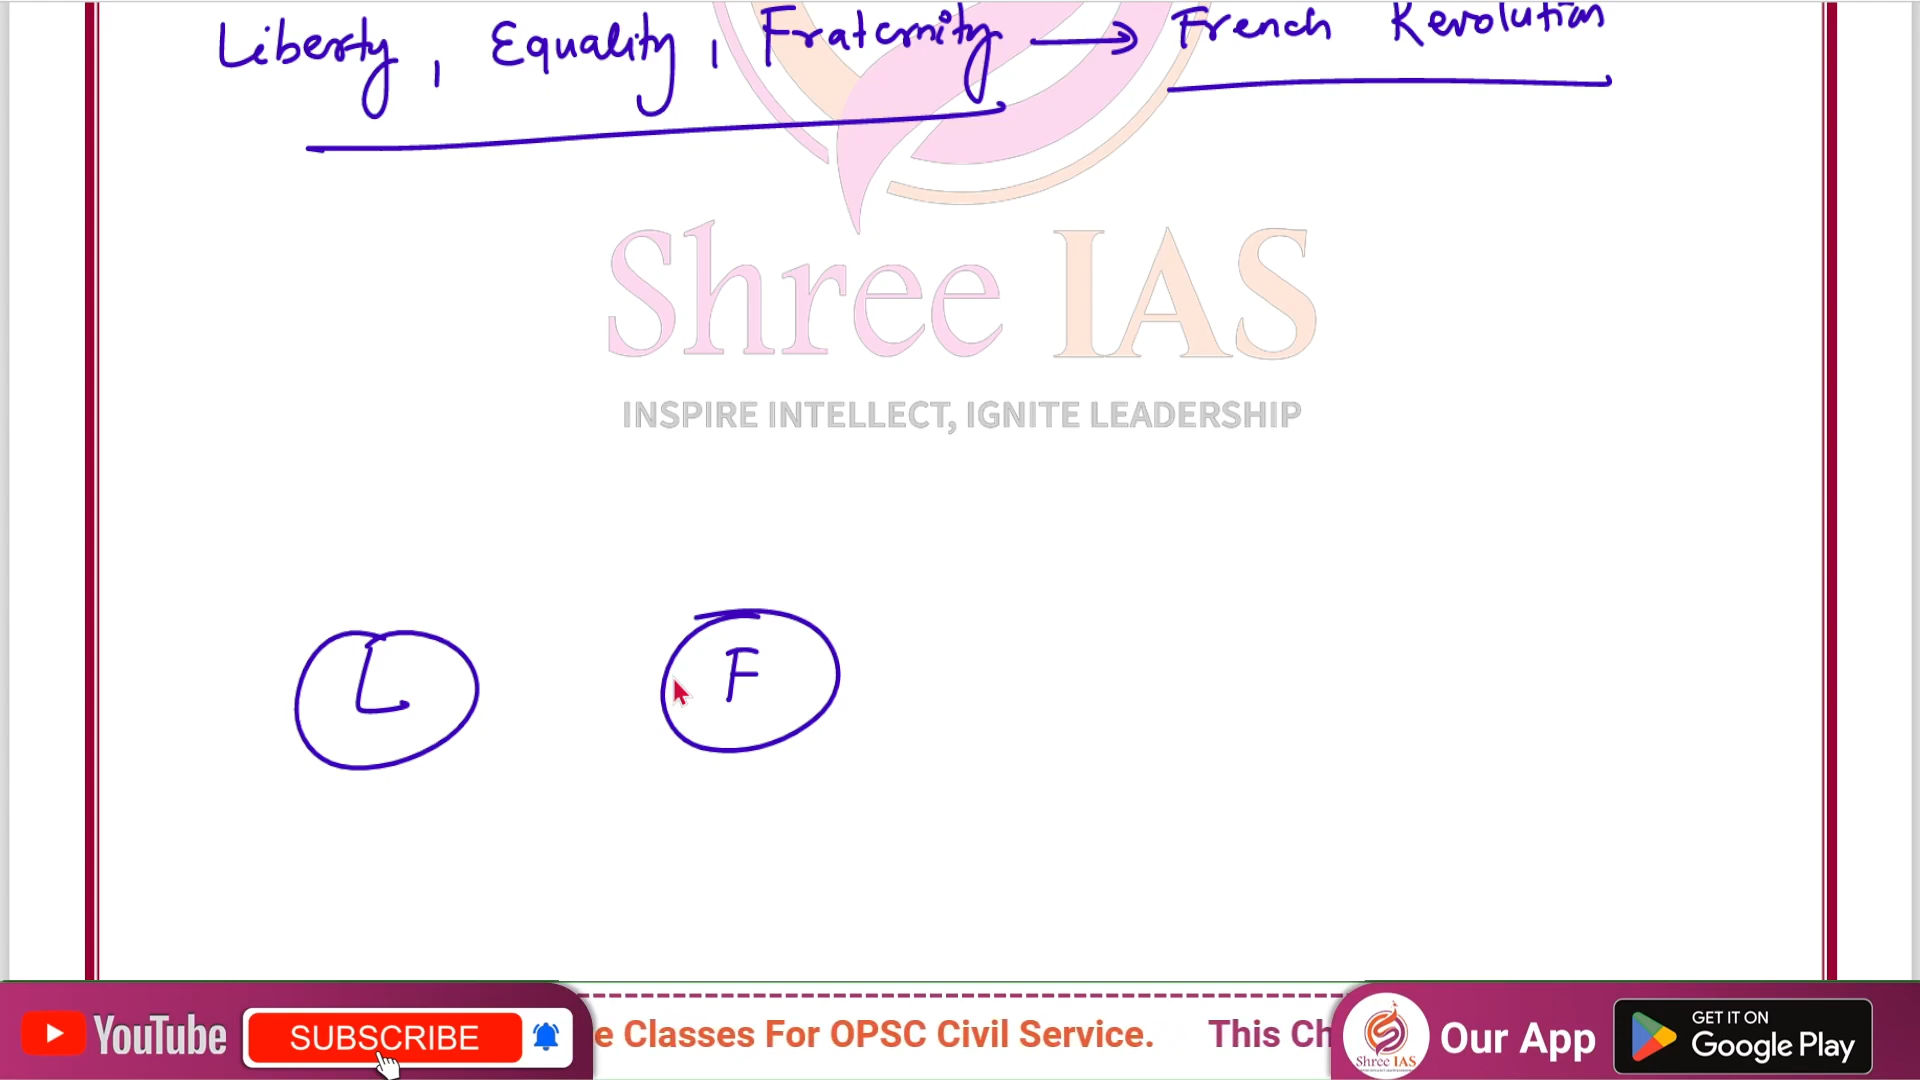 Liberty, Equality, Fraternity → French Revolution
Shree IAS
INSPIRE INTELLECT, IGNITE LEADERSHIP
L F
YouTube SUBSCRIBE e Classes For OPSC Civil Service. This Ch Shree IAS Our App GET IT ON Google Play